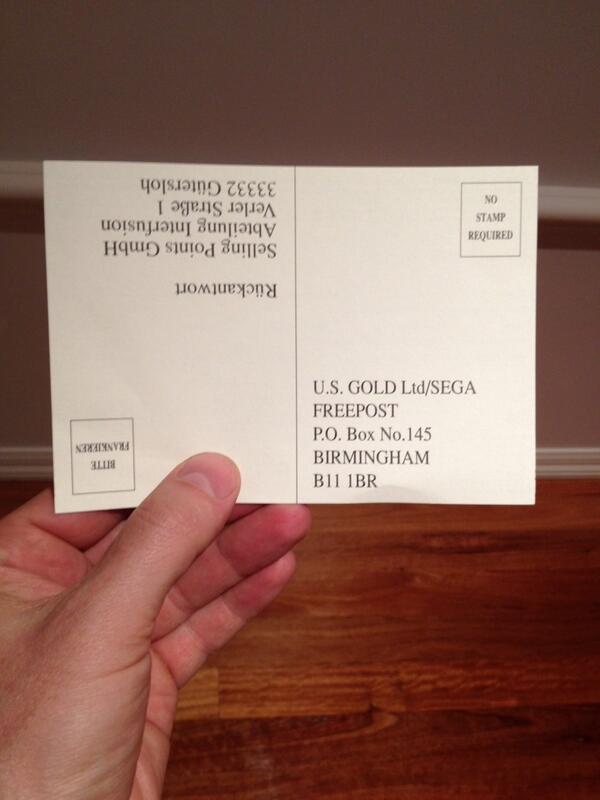 Rückantwort
Selling Points GmbH
Abteilung Interfusion
Verler Straße 1
33332 Gütersloh
BITTE
FRANKIEREN
NO
STAMP
REQUIRED
U.S. GOLD Ltd/SEGA
FREEPOST
P.O. Box No.145
BIRMINGHAM
B11 1BR